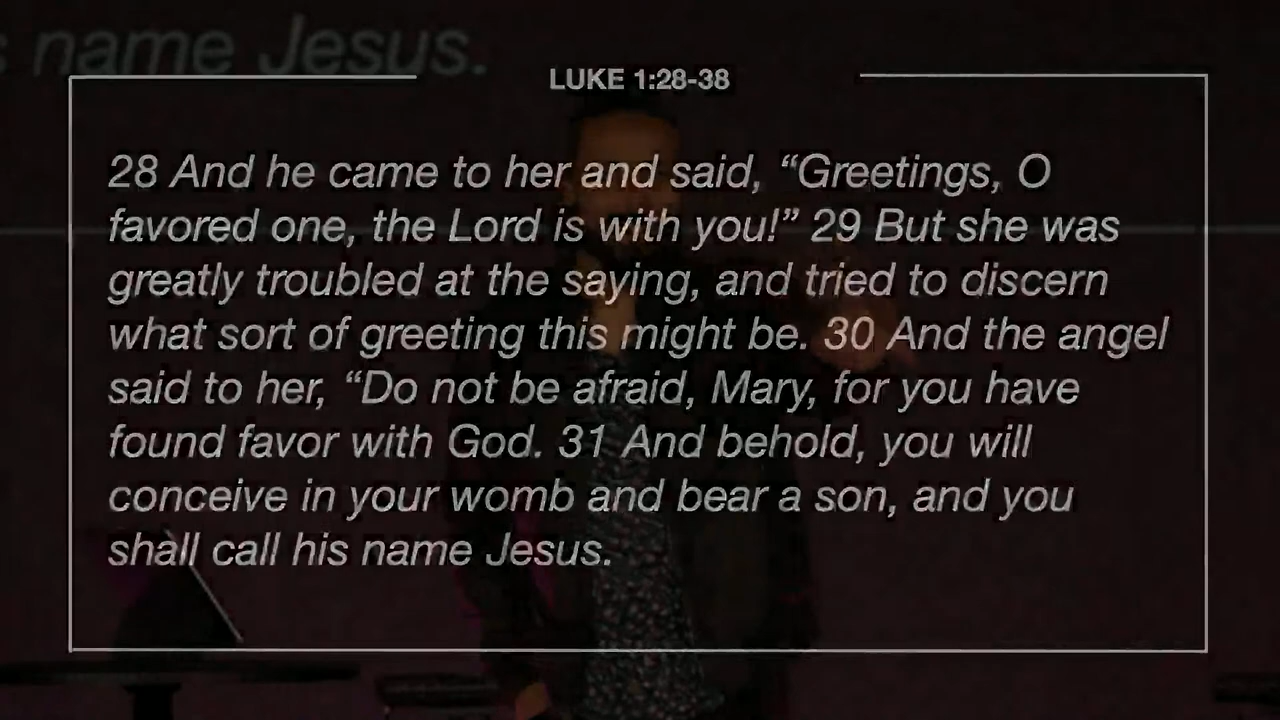 s name Jesus.
LUKE 1:28-38
28 And he came to her and said, “Greetings, O
favored one, the Lord is with you!” 29 But she was
greatly troubled at the saying, and tried to discern
what sort of greeting this might be. 30 And the angel
said to her, “Do not be afraid, Mary, for you have
found favor with God. 31 And behold, you will
conceive in your womb and bear a son, and you
shall call his name Jesus.